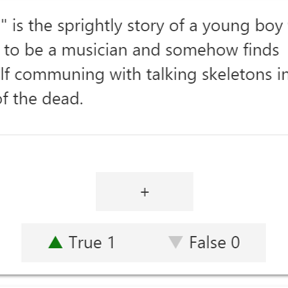 " is the sprightly story of a young boy
to be a musician and somehow finds
lf communing with talking skeletons in
of the dead.
+
True 1 False 0